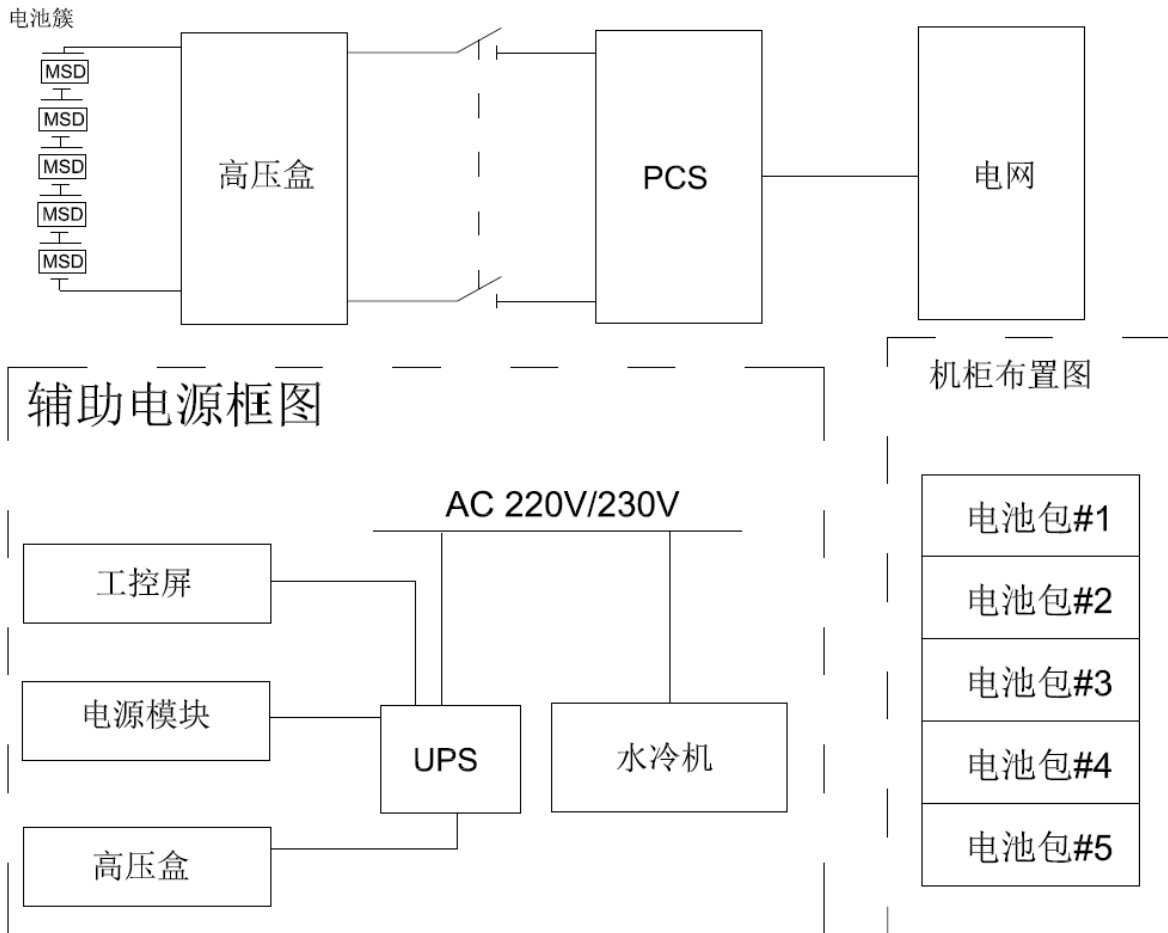 电池簇
MSD
MSD
MSD
MSD
MSD
高压盒
PCS
电网
辅助电源框图
AC 220V/230V
工控屏
电源模块
高压盒
UPS
水冷机
机柜布置图
电池包#1
电池包#2
电池包#3
电池包#4
电池包#5